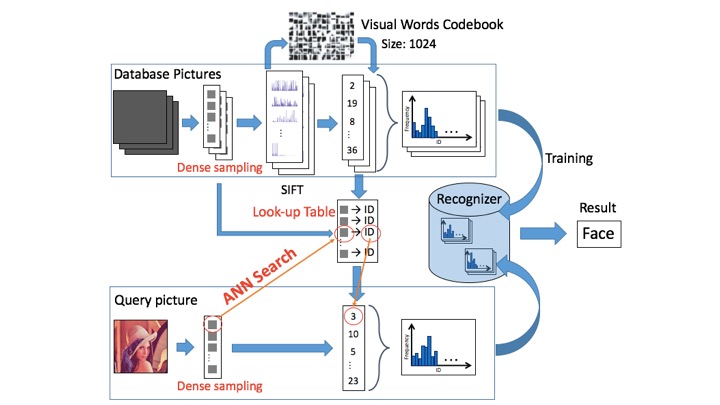 Visual Words Codebook
Size: 1024
Database Pictures
2
19
8
⋮
36
Frequency
ID
...
Dense sampling
SIFT
Training
Look-up Table
→ ID
→ ID
→ ID
⋮
→ ID
Recognizer
Result
Face
ANN Search
Query picture
3
10
5
⋮
23
Frequency
ID
...
Dense sampling